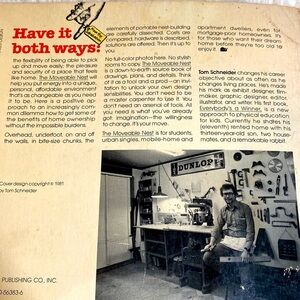 Have it
both ways!
the flexibility of being able to pick
up and move easily; the pleasure
and security of a place that feels
like home. The Moveable Nest will
help you put energy into a unique,
personal, affordable environment
that's as changeable as you need
it to be. Here is a positive ap-
proach to an increasingly com-
mon dilemma: how to get some of
the benefits of home ownership
without the mortgage.
Overhead, underfoot, on and off
the walls, in bite-size chunks, the
elements of portable nest-building
are carefully dissected. Costs are
compared, hardware is described,
solutions are offered. Then it's up to
you.
No full-color photos here. No stylish
rooms to copy. The Moveable Nest
is a down-to-earth source book of
drawings, plans, and details. Think
of it as a tool and a prod—an invi-
tation to unlock your own design
sensibilities. You don't need to be
a master carpenter to use it. You
don't need an arsenal of tools. All
you need is what you've already
got: imagination—the willingness
to change. It's your move.
The Moveable Nest is for students,
urban singles, mobile-home and
apartment dwellers, even for
mortgage-poor homeowners. It's
for those who want their dream
home before they're too old to
enjoy it.
Tom Schneider changes his career
objective about as often as he
changes living places. He's made
his mark as exhibit designer, film-
maker, graphic designer, editor,
illustrator, and writer. His first book,
Everybody's a Winner, is a new
approach to physical education
for kids. Currently he shares his
(eleventh) rented home with his
thirteen-year-old son, two house-
mates, and a remarkable rabbit.
Cover design copyright © 1981
by Tom Schneider
DUNLOP
PUBLISHING CO., INC.
0-56383-6